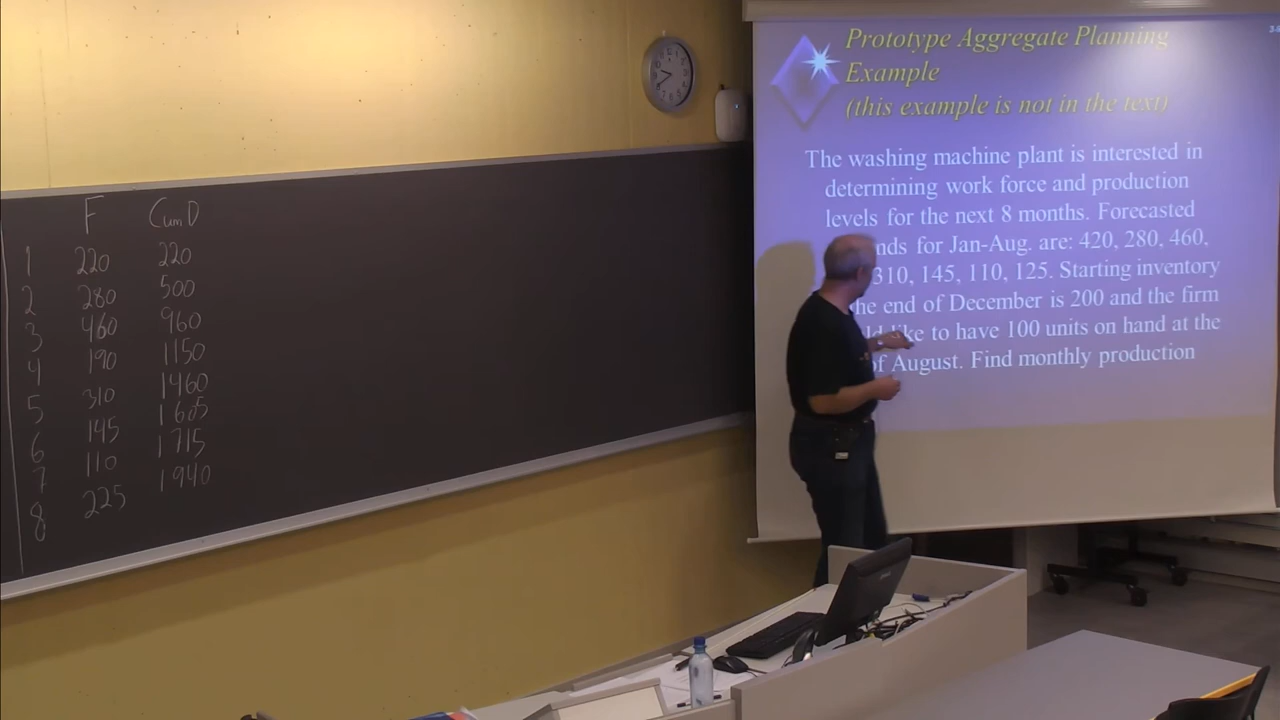 F CumD
1 220 220
2 280 500
3 460 960
4 190 1150
5 310 1460
6 145 1605
7 110 1715
8 225 1940
Prototype Aggregate Planning
Example
(this example is not in the text)
The washing machine plant is interested in
determining work force and production
levels for the next 8 months. Forecasted
nds for Jan-Aug. are: 420, 280, 460,
310, 145, 110, 125. Starting inventory
he end of December is 200 and the firm
ld like to have 100 units on hand at the
of August. Find monthly production